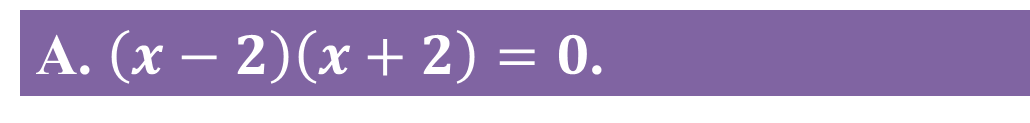 A. (x − 2)(x + 2) = 0.